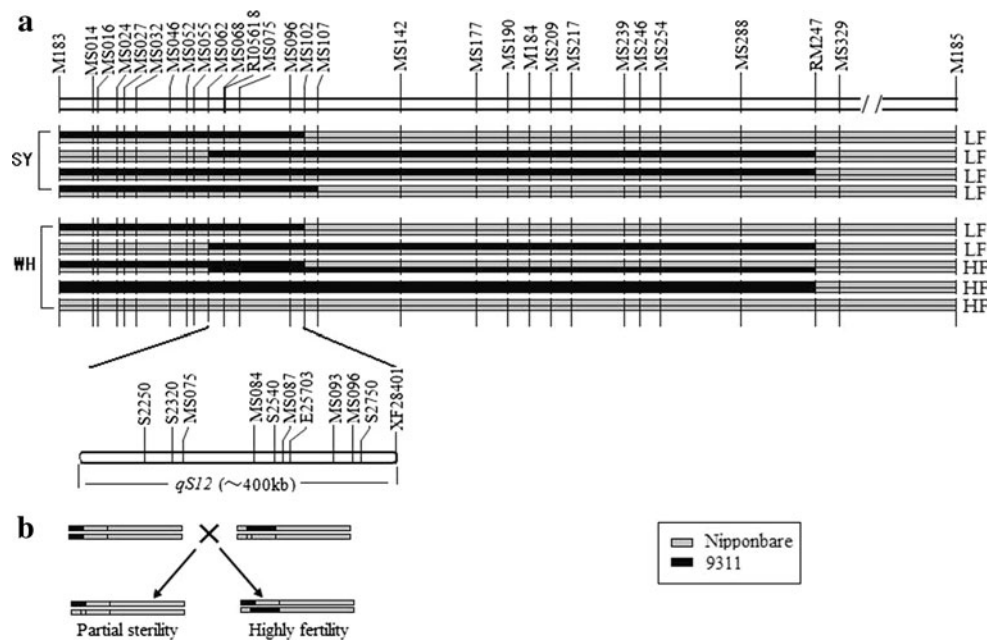 a
M183
MS014
MS016
MS024
MS027
MS032
MS046
MS052
MS055
MS062
MS068
RI05618
MS075
MS096
MS102
MS107
MS142
MS177
MS190
M184
MS209
MS217
MS239
MS246
MS254
MS288
RM247
MS329
M185
//
SY
LF
LF
LF
LF
WH
LF
LF
HF
HF
HF
S2250
S2320
MS075
MS084
S2540
MS087
E25703
MS093
MS096
S2750
XF28401
qS12 (~400kb)
b
Partial sterility
Highly fertility
Nipponbare
9311